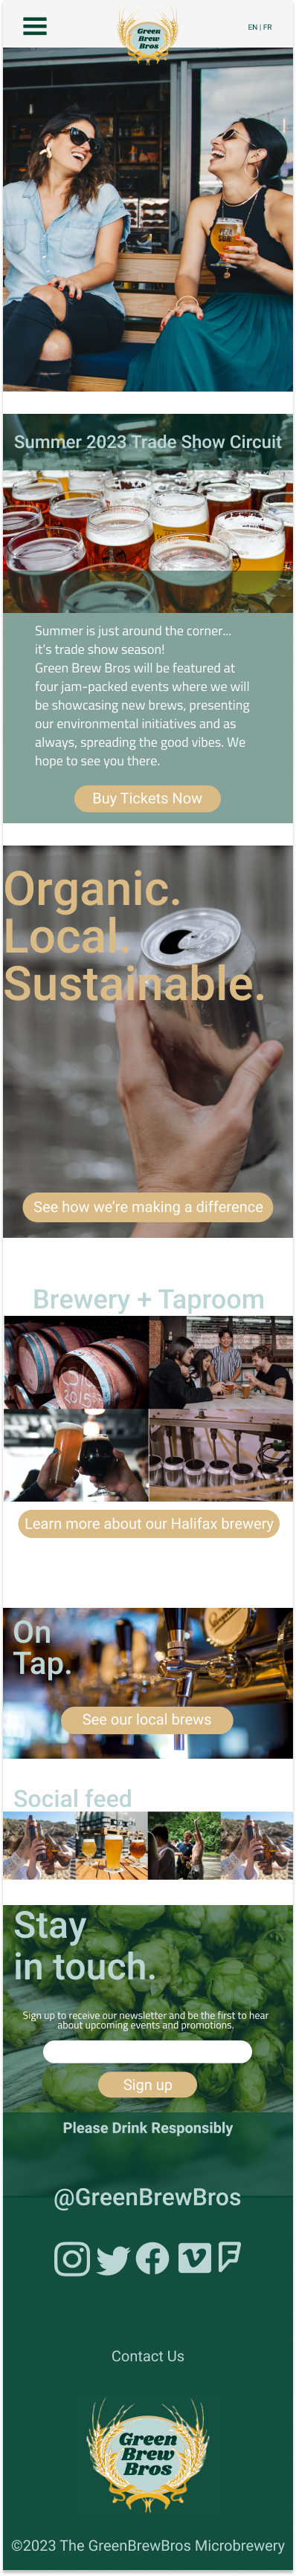 Green
Brew
Bros
EN | FR
Summer 2023 Trade Show Circuit
Summer is just around the corner...
it's trade show season!
Green Brew Bros will be featured at
four jam-packed events where we will
be showcasing new brews, presenting
our environmental initiatives and as
always, spreading the good vibes. We
hope to see you there.
Buy Tickets Now
Organic.
Local.
Sustainable.
See how we're making a difference
Brewery + Taproom
2015
Learn more about our Halifax brewery
On
Tap.
See our local brews
Social feed
Stay
in touch.
Sign up to receive our newsletter and be the first to hear
about upcoming events and promotions.
Sign up
Please Drink Responsibly
@GreenBrewBros
Contact Us
Green
Brew
Bros
©2023 The GreenBrewBros Microbrewery